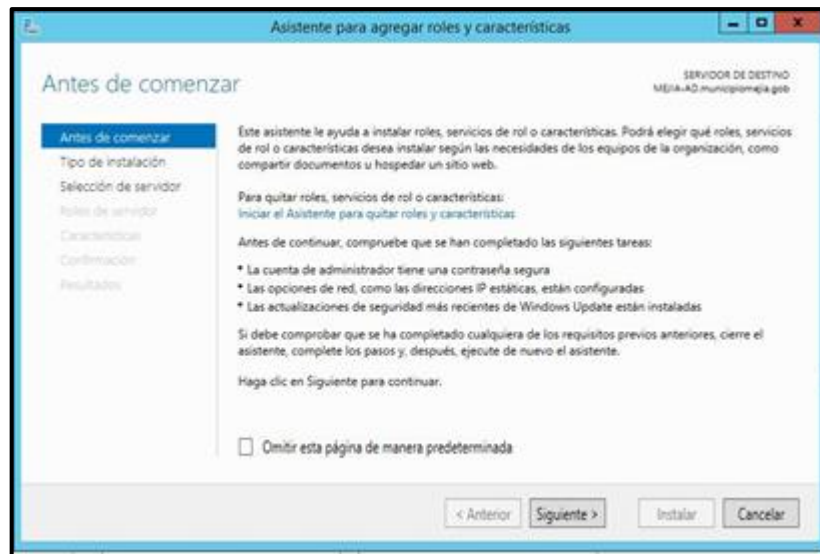 Asistente para agregar roles y características
Antes de comenzar
SERVIDOR DE DESTINO
MEJIA-AD.municipiomejia.gob
Antes de comenzar
Tipo de instalación
Selección de servidor
Roles de servidor
Características
Confirmación
Resultados
Este asistente le ayuda a instalar roles, servicios de rol o características. Podrá elegir qué roles, servicios
de rol o características desea instalar según las necesidades de los equipos de la organización, como
compartir documentos u hospedar un sitio web.
Para quitar roles, servicios de rol o características:
Iniciar el Asistente para quitar roles y características
Antes de continuar, compruebe que se han completado las siguientes tareas:
* La cuenta de administrador tiene una contraseña segura
* Las opciones de red, como las direcciones IP estáticas, están configuradas
* Las actualizaciones de seguridad más recientes de Windows Update están instaladas
Si debe comprobar que se ha completado cualquiera de los requisitos previos anteriores, cierre el
asistente, complete los pasos y, después, ejecute de nuevo el asistente.
Haga clic en Siguiente para continuar.
Omitir esta página de manera predeterminada
< Anterior Siguiente > Instalar Cancelar